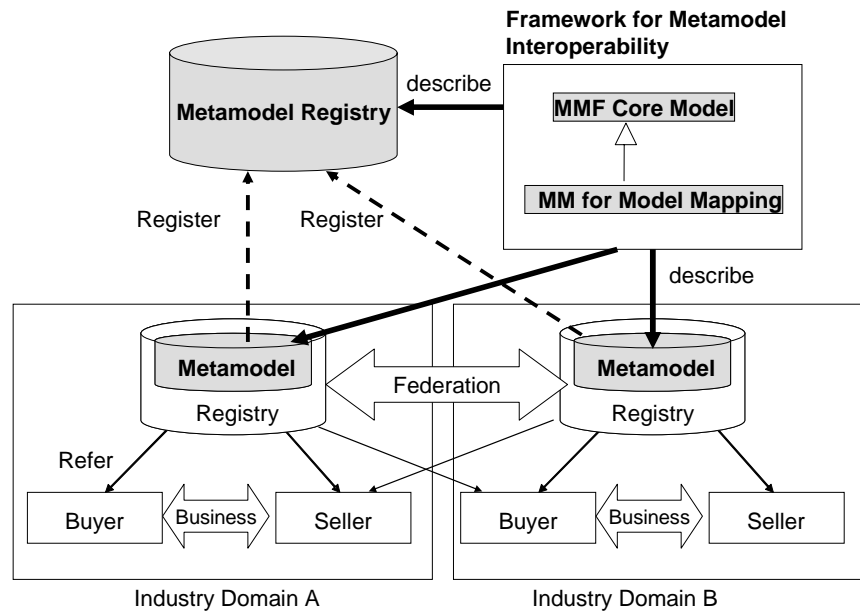 Framework for Metamodel
Interoperability
describe
Metamodel Registry
MMF Core Model
MM for Model Mapping
Register
Register
describe
Metamodel
Registry
Federation
Metamodel
Registry
Refer
Buyer
Business
Seller
Buyer
Business
Seller
Industry Domain A
Industry Domain B